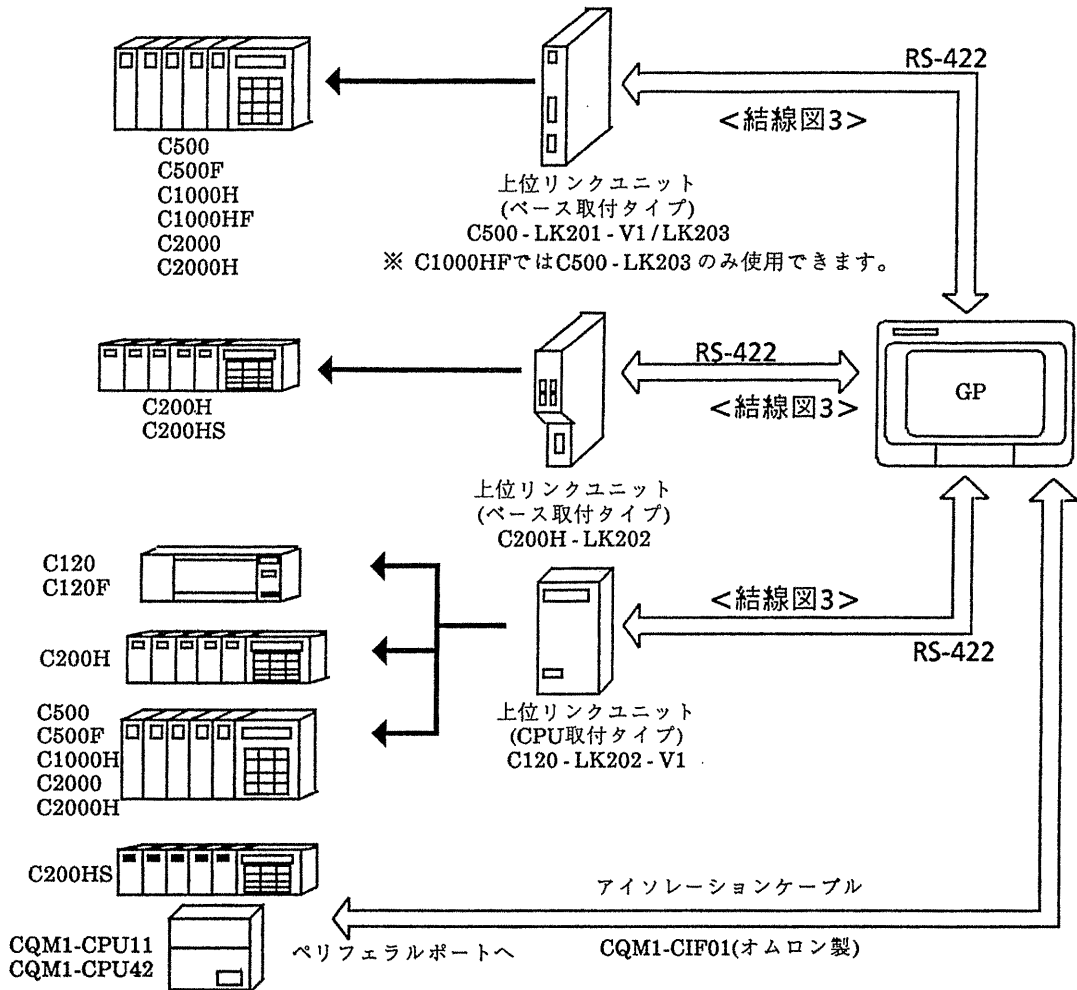 RS-422
<結線図3>
C500
C500F
C1000H
C1000HF
C2000
C2000H
上位リンクユニット
(ベース取付タイプ)
C500-LK201-V1/LK203
※ C1000HFではC500-LK203のみ使用できます。
RS-422
<結線図3>
GP
C200H
C200HS
上位リンクユニット
(ベース取付タイプ)
C200H-LK202
C120
C120F
<結線図3>
RS-422
C200H
上位リンクユニット
(CPU取付タイプ)
C120-LK202-V1
C500
C500F
C1000H
C2000
C2000H
C200HS
アイソレーションケーブル
CQM1-CPU11
CQM1-CPU42
ペリフェラルポートへ
CQM1-CIF01(オムロン製)